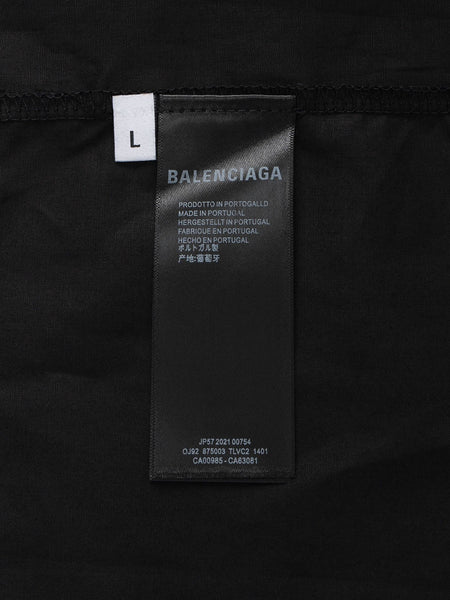 L
BALENCIAGA
PRODOTTO IN PORTOGALLO
MADE IN PORTUGAL
HERGESTELLT IN PORTUGAL
FABRIQUE EN PORTUGAL
HECHO EN PORTUGAL
ポルトガル製
产地:葡萄牙
JP57 2021 00754
OJ92 875003 TLVC2 1401
CA00985 - CA63081